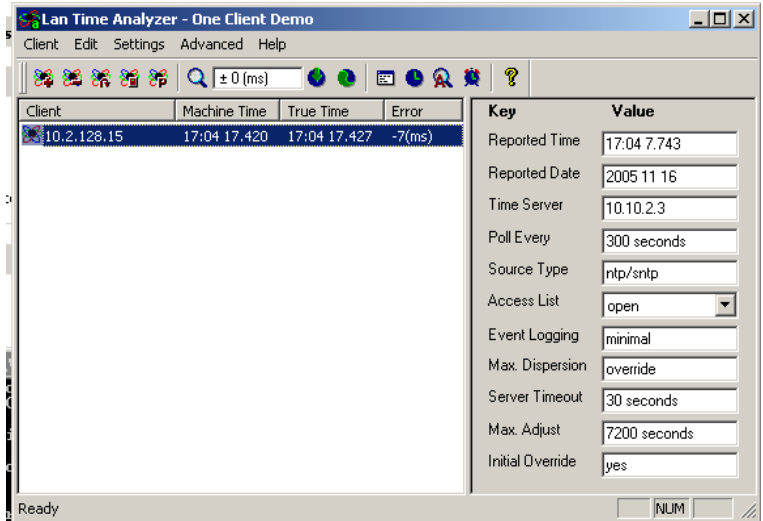 Lan Time Analyzer - One Client Demo
Client Edit Settings Advanced Help
± 0 (ms)
Client Machine Time True Time Error
10.2.128.15 17:04 17.420 17:04 17.427 -7(ms)
Key Value
Reported Time 17:04 7.743
Reported Date 2005 11 16
Time Server 10.10.2.3
Poll Every 300 seconds
Source Type ntp/sntp
Access List open
Event Logging minimal
Max. Dispersion override
Server Timeout 30 seconds
Max. Adjust 7200 seconds
Initial Override yes
Ready NUM